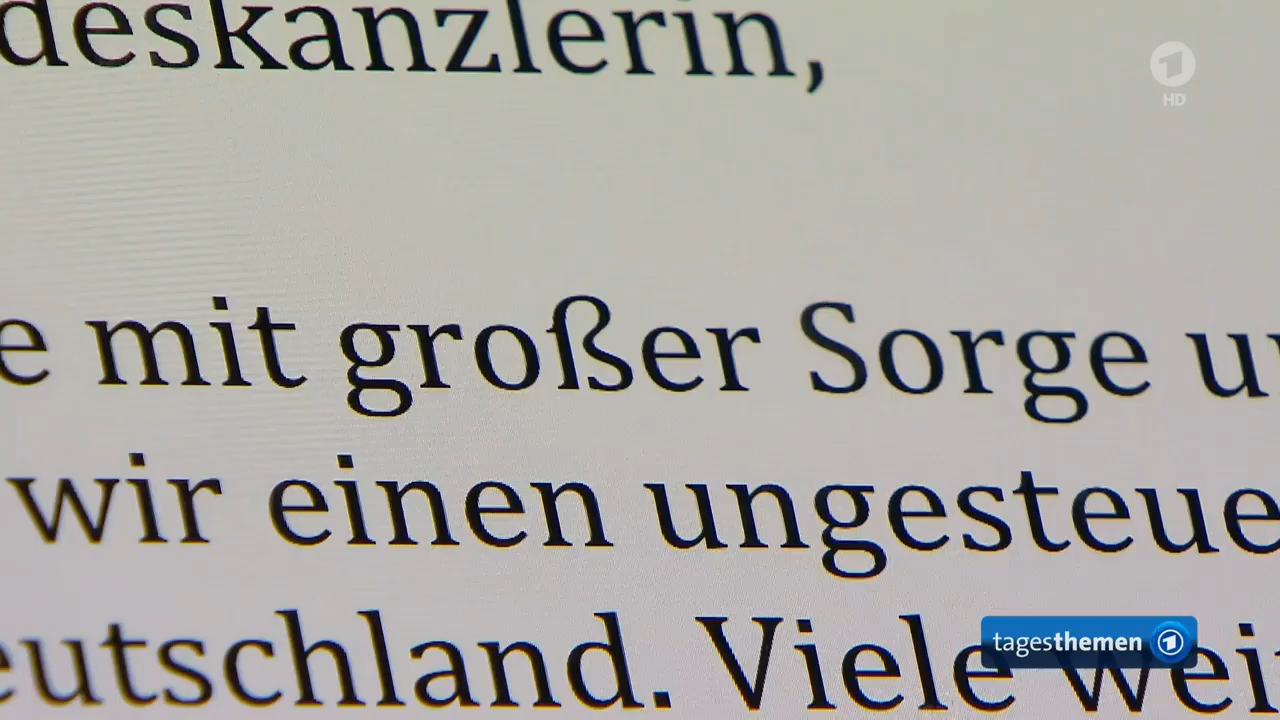 deskanzlerin,
HD
e mit großer Sorge u
wir einen ungesteue
eutschland. Viele wei
tagesthemen